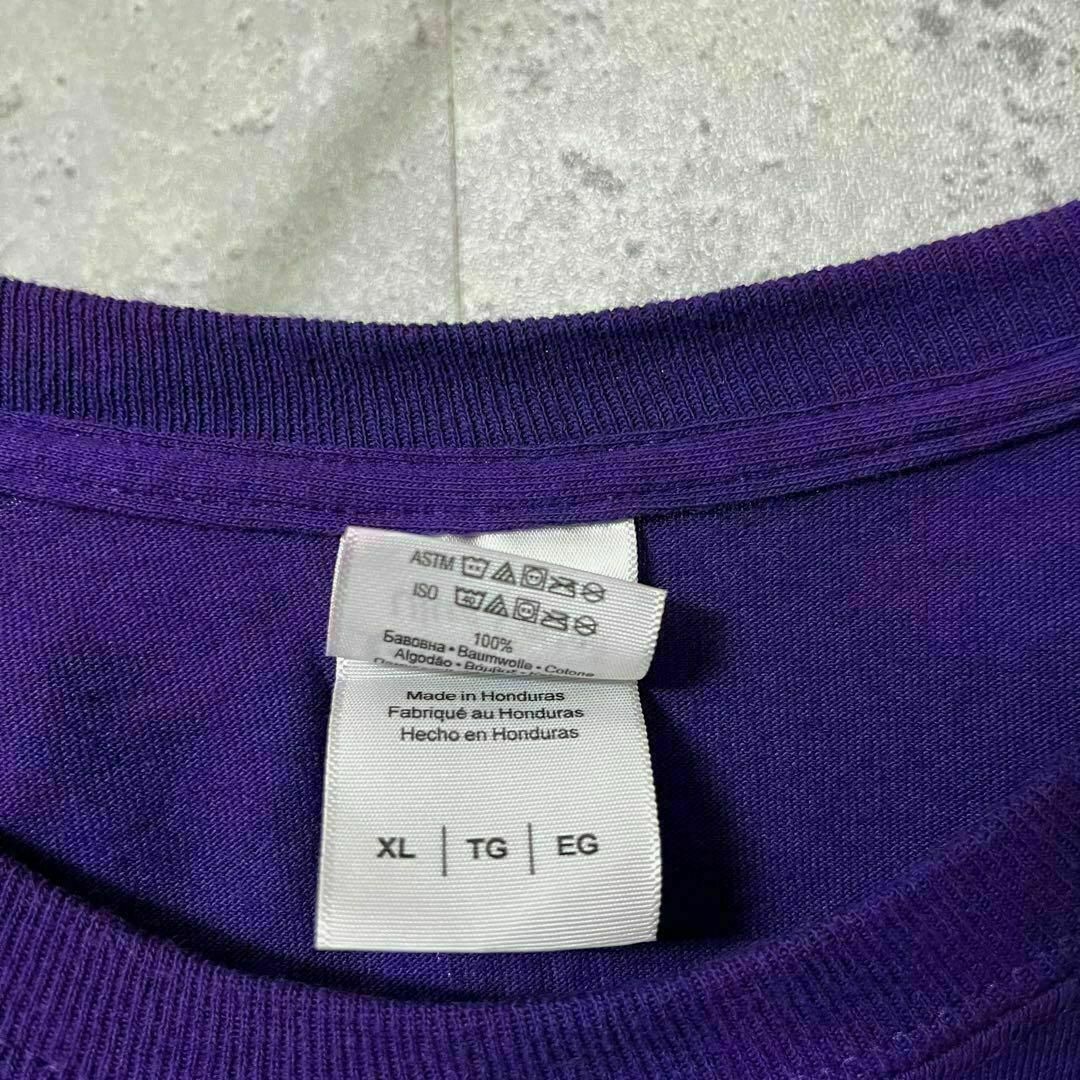 ASTM
ISO 40
100%
Бавовна • Baumwolle • Cotone
Algodão •
Made in Honduras
Fabriqué au Honduras
Hecho en Honduras
XL | TG | EG